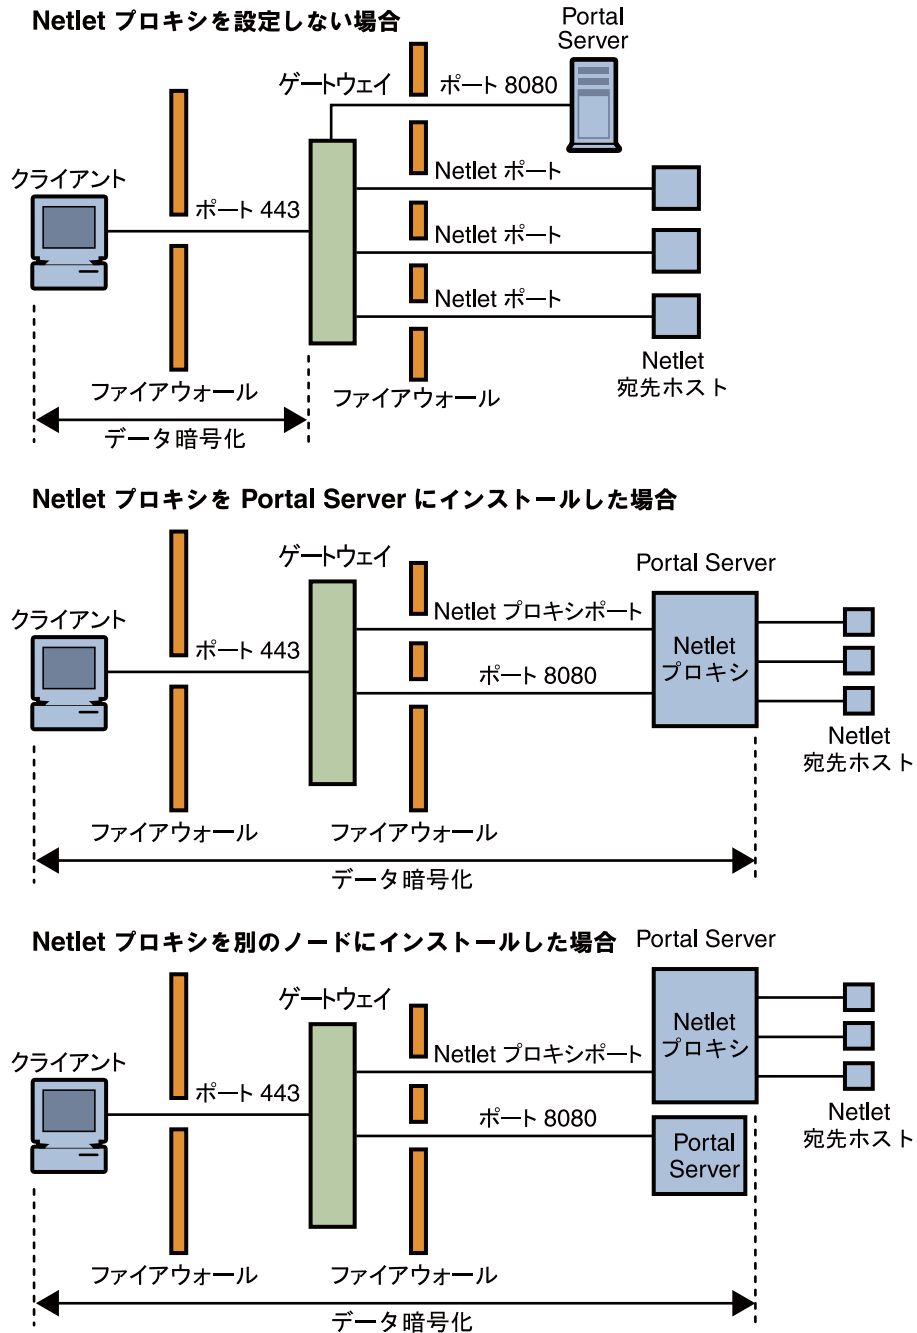 Netlet プロキシを設定しない場合
Portal
Server
ゲートウェイ
ポート 8080
クライアント
ポート 443
Netlet ポート
Netlet ポート
Netlet ポート
Netlet
宛先ホスト
ファイアウォール
ファイアウォール
データ暗号化
Netlet プロキシを Portal Server にインストールした場合
ゲートウェイ
Portal Server
クライアント
Netlet プロキシポート
ポート 443
ポート 8080
Netlet
プロキシ
Netlet
宛先ホスト
ファイアウォール
ファイアウォール
データ暗号化
Netlet プロキシを別のノードにインストールした場合
Portal Server
ゲートウェイ
クライアント
Netlet プロキシポート
Netlet
プロキシ
ポート 443
ポート 8080
Portal
Server
Netlet
宛先ホスト
ファイアウォール
ファイアウォール
データ暗号化